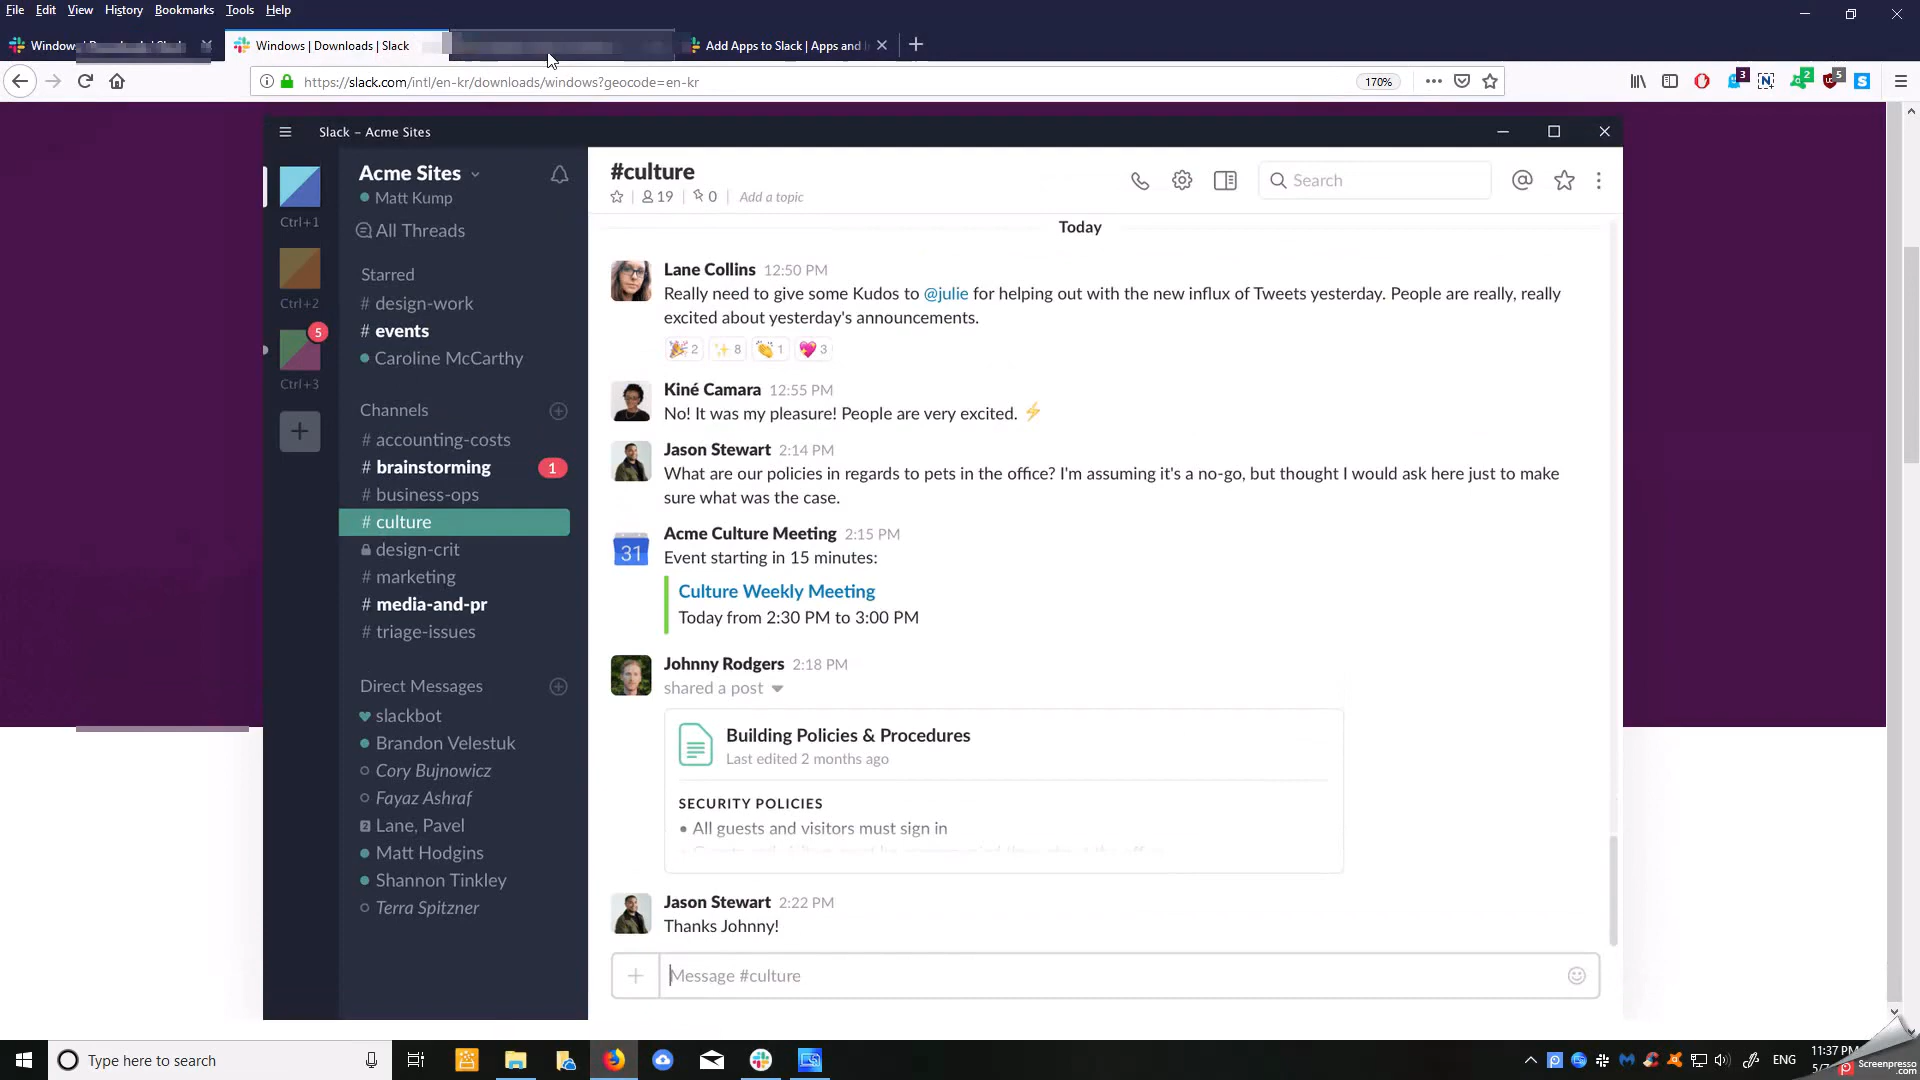 File Edit View History Bookmarks Tools Help
Windows | Downloads | Slack
Add Apps to Slack | Apps and
https://slack.com/intl/en-kr/downloads/windows?geocode=en-kr
170%
3
2
5
Slack – Acme Sites
Acme Sites
Matt Kump
All Threads
Ctrl+1
Ctrl+2
5
Ctrl+3
Starred
# design-work
# events
Caroline McCarthy
Channels
# accounting-costs
# brainstorming 1
# business-ops
# culture
design-crit
# marketing
# media-and-pr
# triage-issues
Direct Messages
slackbot
Brandon Velestuk
Cory Bujnowicz
Fayaz Ashraf
2 Lane, Pavel
Matt Hodgins
Shannon Tinkley
Terra Spitzner
#culture
19 | 0 | Add a topic
Search
Today
Lane Collins 12:50 PM
Really need to give some Kudos to @julie for helping out with the new influx of Tweets yesterday. People are really, really
excited about yesterday's announcements.
🎉 2 ✨ 8 👏 1 💖 3
Kiné Camara 12:55 PM
No! It was my pleasure! People are very excited. ⚡
Jason Stewart 2:14 PM
What are our policies in regards to pets in the office? I'm assuming it's a no-go, but thought I would ask here just to make
sure what was the case.
31
Acme Culture Meeting 2:15 PM
Event starting in 15 minutes:
Culture Weekly Meeting
Today from 2:30 PM to 3:00 PM
Johnny Rodgers 2:18 PM
shared a post
Building Policies & Procedures
Last edited 2 months ago
SECURITY POLICIES
• All guests and visitors must sign in
Jason Stewart 2:22 PM
Thanks Johnny!
Message #culture
Type here to search
ENG
11:37 PM
Screenpresso
.com